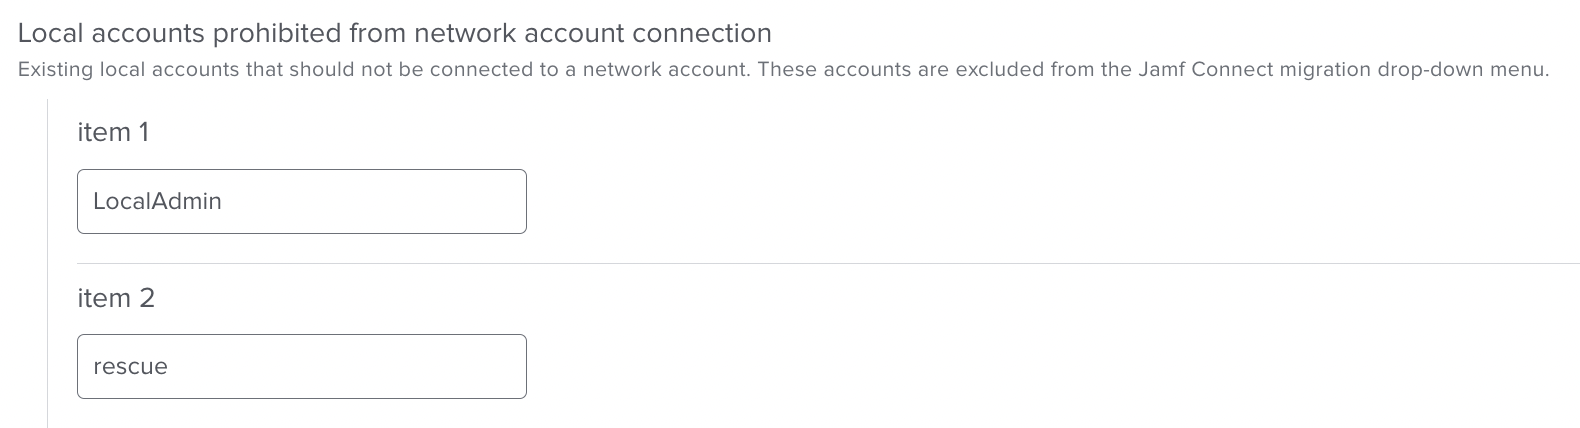 Local accounts prohibited from network account connection
Existing local accounts that should not be connected to a network account. These accounts are excluded from the Jamf Connect migration drop-down menu.
item 1
LocalAdmin
item 2
rescue